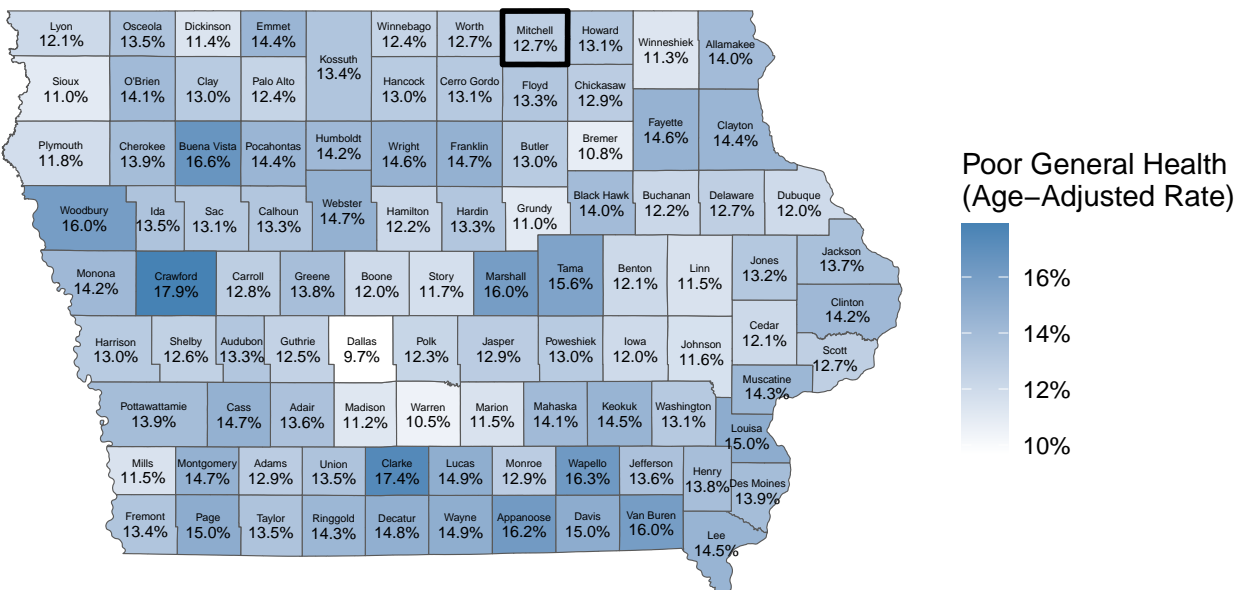 Lyon
12.1%
Osceola
13.5%
Dickinson
11.4%
Emmet
14.4%
Kossuth
13.4%
Winnebago
12.4%
Worth
12.7%
Mitchell
12.7%
Howard
13.1%
Winneshiek
11.3%
Allamakee
14.0%
Sioux
11.0%
O'Brien
14.1%
Clay
13.0%
Palo Alto
12.4%
Hancock
13.0%
Cerro Gordo
13.1%
Floyd
13.3%
Chickasaw
12.9%
Fayette
14.6%
Clayton
14.4%
Plymouth
11.8%
Cherokee
13.9%
Buena Vista
16.6%
Pocahontas
14.4%
Humboldt
14.2%
Wright
14.6%
Franklin
14.7%
Butler
13.0%
Bremer
10.8%
Woodbury
16.0%
Ida
13.5%
Sac
13.1%
Calhoun
13.3%
Webster
14.7%
Hamilton
12.2%
Hardin
13.3%
Grundy
11.0%
Black Hawk
14.0%
Buchanan
12.2%
Delaware
12.7%
Dubuque
12.0%
Monona
14.2%
Crawford
17.9%
Carroll
12.8%
Greene
13.8%
Boone
12.0%
Story
11.7%
Marshall
16.0%
Tama
15.6%
Benton
12.1%
Linn
11.5%
Jones
13.2%
Jackson
13.7%
Clinton
14.2%
Harrison
13.0%
Shelby
12.6%
Audubon
13.3%
Guthrie
12.5%
Dallas
9.7%
Polk
12.3%
Jasper
12.9%
Poweshiek
13.0%
Iowa
12.0%
Johnson
11.6%
Cedar
12.1%
Scott
12.7%
Muscatine
14.3%
Pottawattamie
13.9%
Cass
14.7%
Adair
13.6%
Madison
11.2%
Warren
10.5%
Marion
11.5%
Mahaska
14.1%
Keokuk
14.5%
Washington
13.1%
Louisa
15.0%
Mills
11.5%
Montgomery
14.7%
Adams
12.9%
Union
13.5%
Clarke
17.4%
Lucas
14.9%
Monroe
12.9%
Wapello
16.3%
Jefferson
13.6%
Henry
13.8%
Des Moines
13.9%
Fremont
13.4%
Page
15.0%
Taylor
13.5%
Ringgold
14.3%
Decatur
14.8%
Wayne
14.9%
Appanoose
16.2%
Davis
15.0%
Van Buren
16.0%
Lee
14.5%
Poor General Health
(Age−Adjusted Rate)
16%
14%
12%
10%